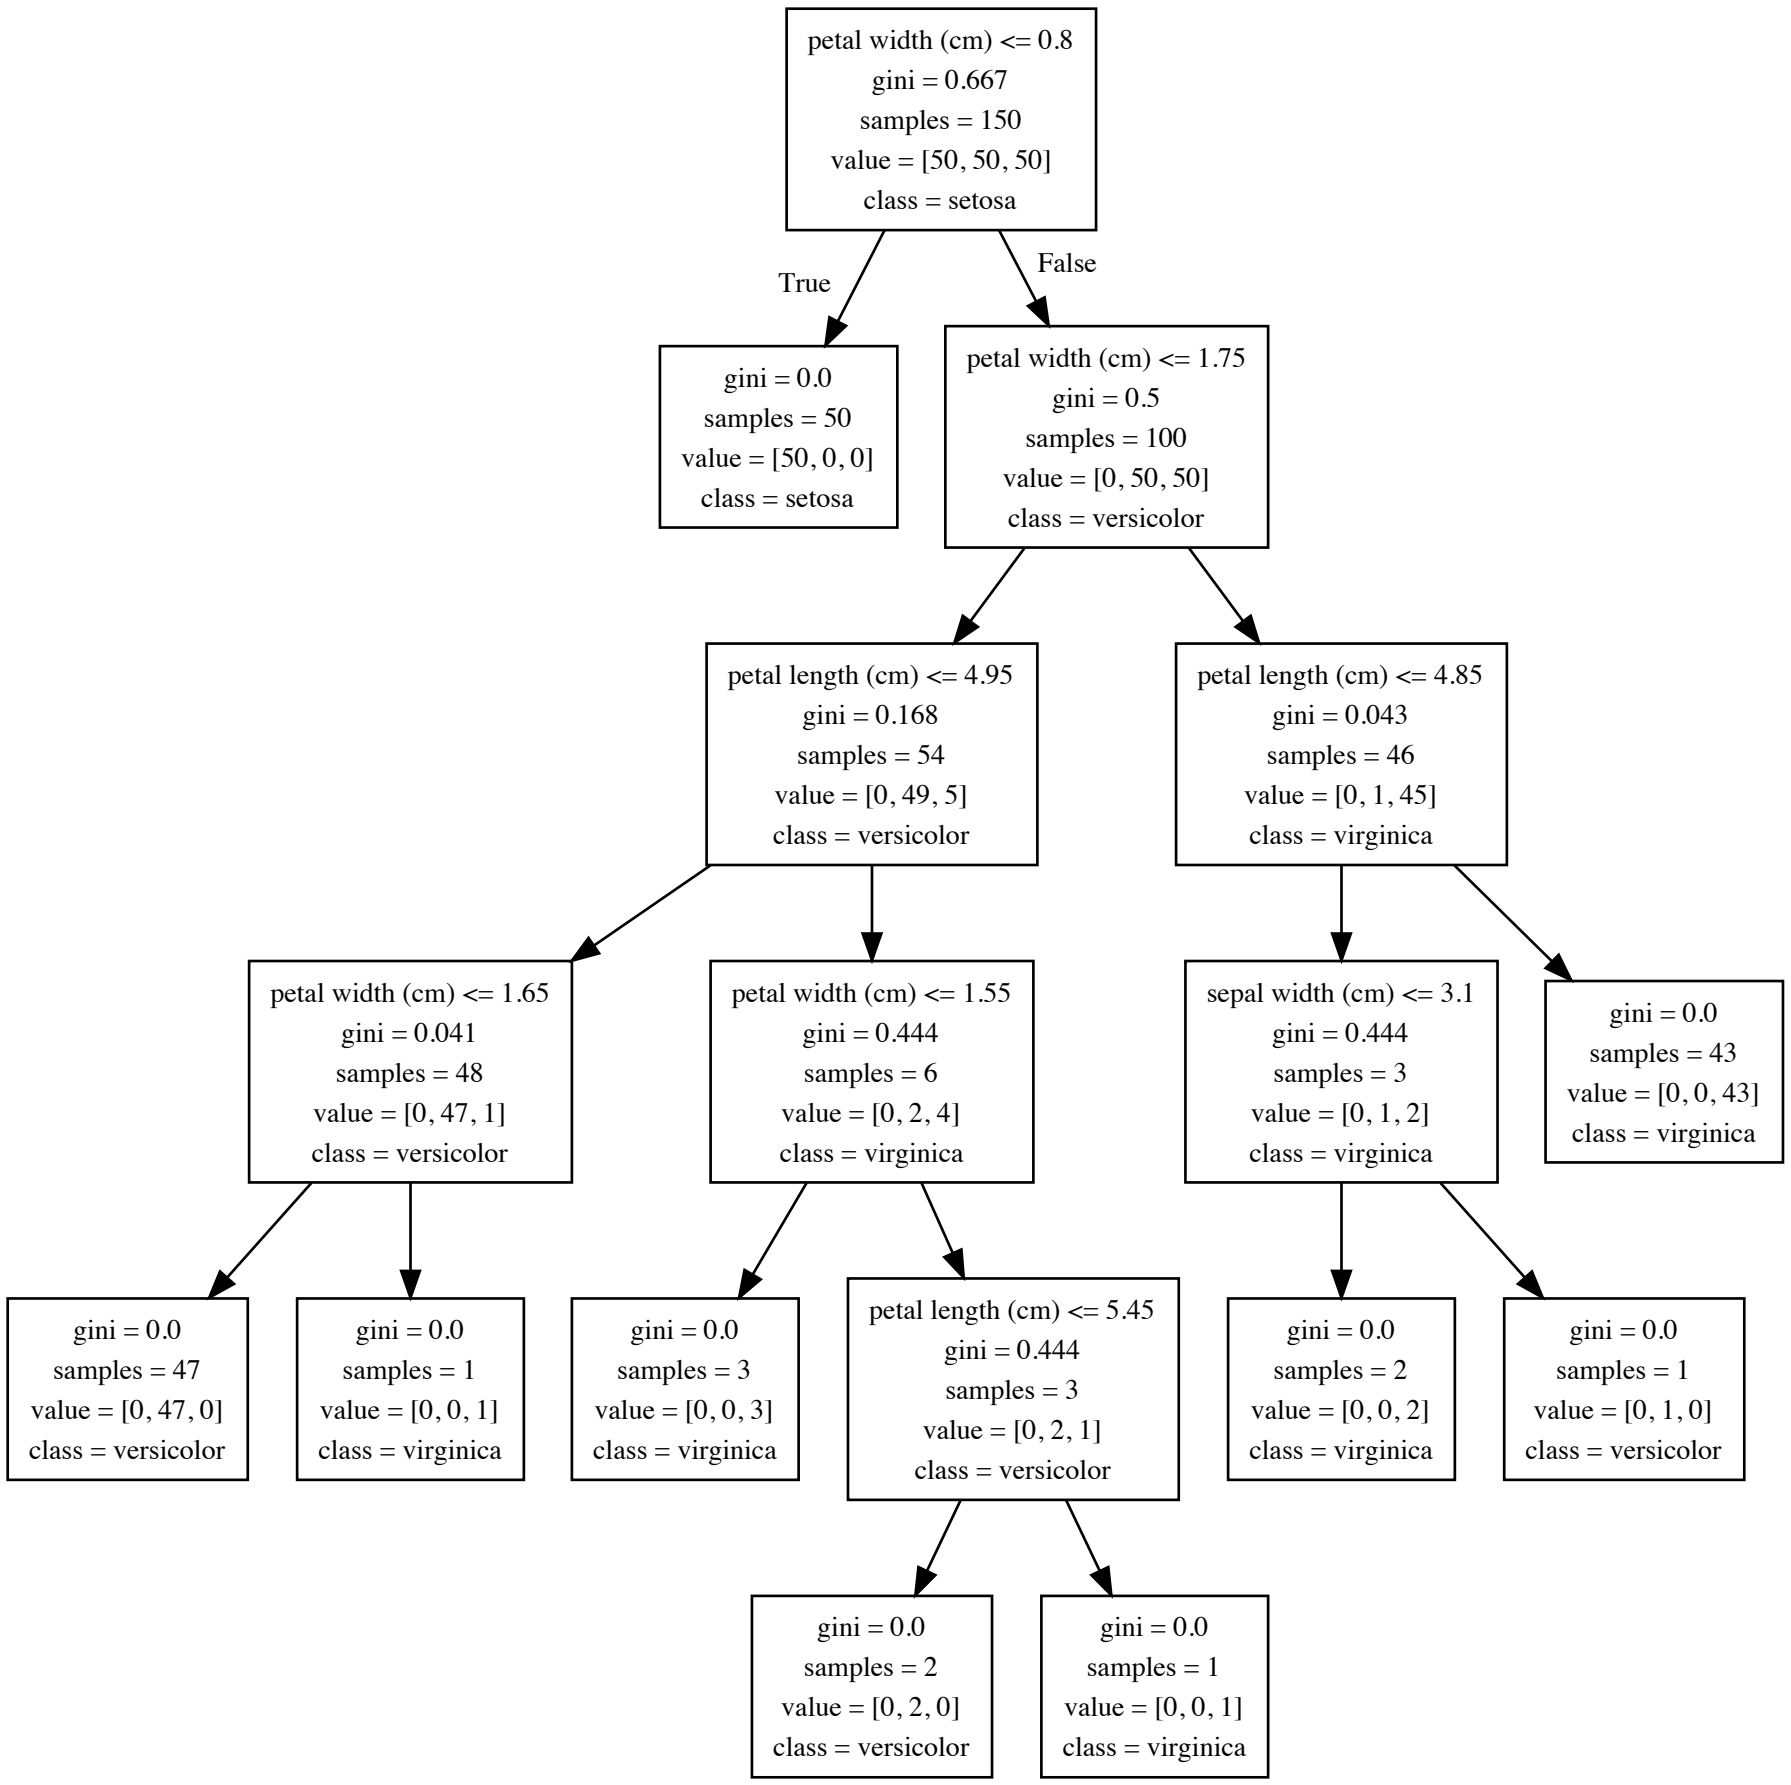 petal width (cm) <= 0.8
gini = 0.667
samples = 150
value = [50, 50, 50]
class = setosa
True
False
gini = 0.0
samples = 50
value = [50, 0, 0]
class = setosa
petal width (cm) <= 1.75
gini = 0.5
samples = 100
value = [0, 50, 50]
class = versicolor
petal length (cm) <= 4.95
gini = 0.168
samples = 54
value = [0, 49, 5]
class = versicolor
petal length (cm) <= 4.85
gini = 0.043
samples = 46
value = [0, 1, 45]
class = virginica
petal width (cm) <= 1.65
gini = 0.041
samples = 48
value = [0, 47, 1]
class = versicolor
petal width (cm) <= 1.55
gini = 0.444
samples = 6
value = [0, 2, 4]
class = virginica
sepal width (cm) <= 3.1
gini = 0.444
samples = 3
value = [0, 1, 2]
class = virginica
gini = 0.0
samples = 43
value = [0, 0, 43]
class = virginica
gini = 0.0
samples = 47
value = [0, 47, 0]
class = versicolor
gini = 0.0
samples = 1
value = [0, 0, 1]
class = virginica
gini = 0.0
samples = 3
value = [0, 0, 3]
class = virginica
petal length (cm) <= 5.45
gini = 0.444
samples = 3
value = [0, 2, 1]
class = versicolor
gini = 0.0
samples = 2
value = [0, 0, 2]
class = virginica
gini = 0.0
samples = 1
value = [0, 1, 0]
class = versicolor
gini = 0.0
samples = 2
value = [0, 2, 0]
class = versicolor
gini = 0.0
samples = 1
value = [0, 0, 1]
class = virginica